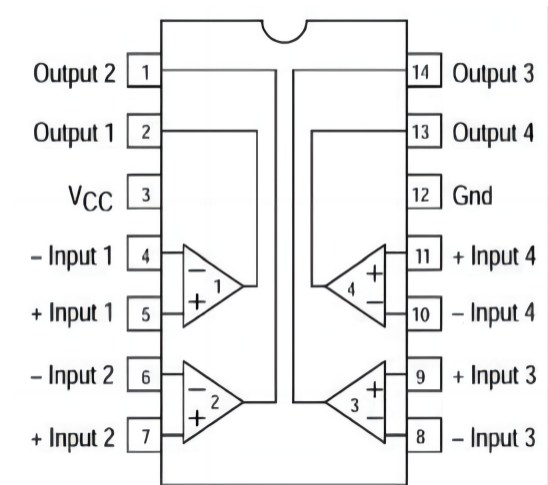 Output 2 1 14 Output 3
Output 1 2 13 Output 4
VCC 3 12 Gnd
– Input 1 4 – 1 + 4 11 + Input 4
+ Input 1 5 + – 10 – Input 4
– Input 2 6 – 2 + 3 9 + Input 3
+ Input 2 7 + – 8 – Input 3